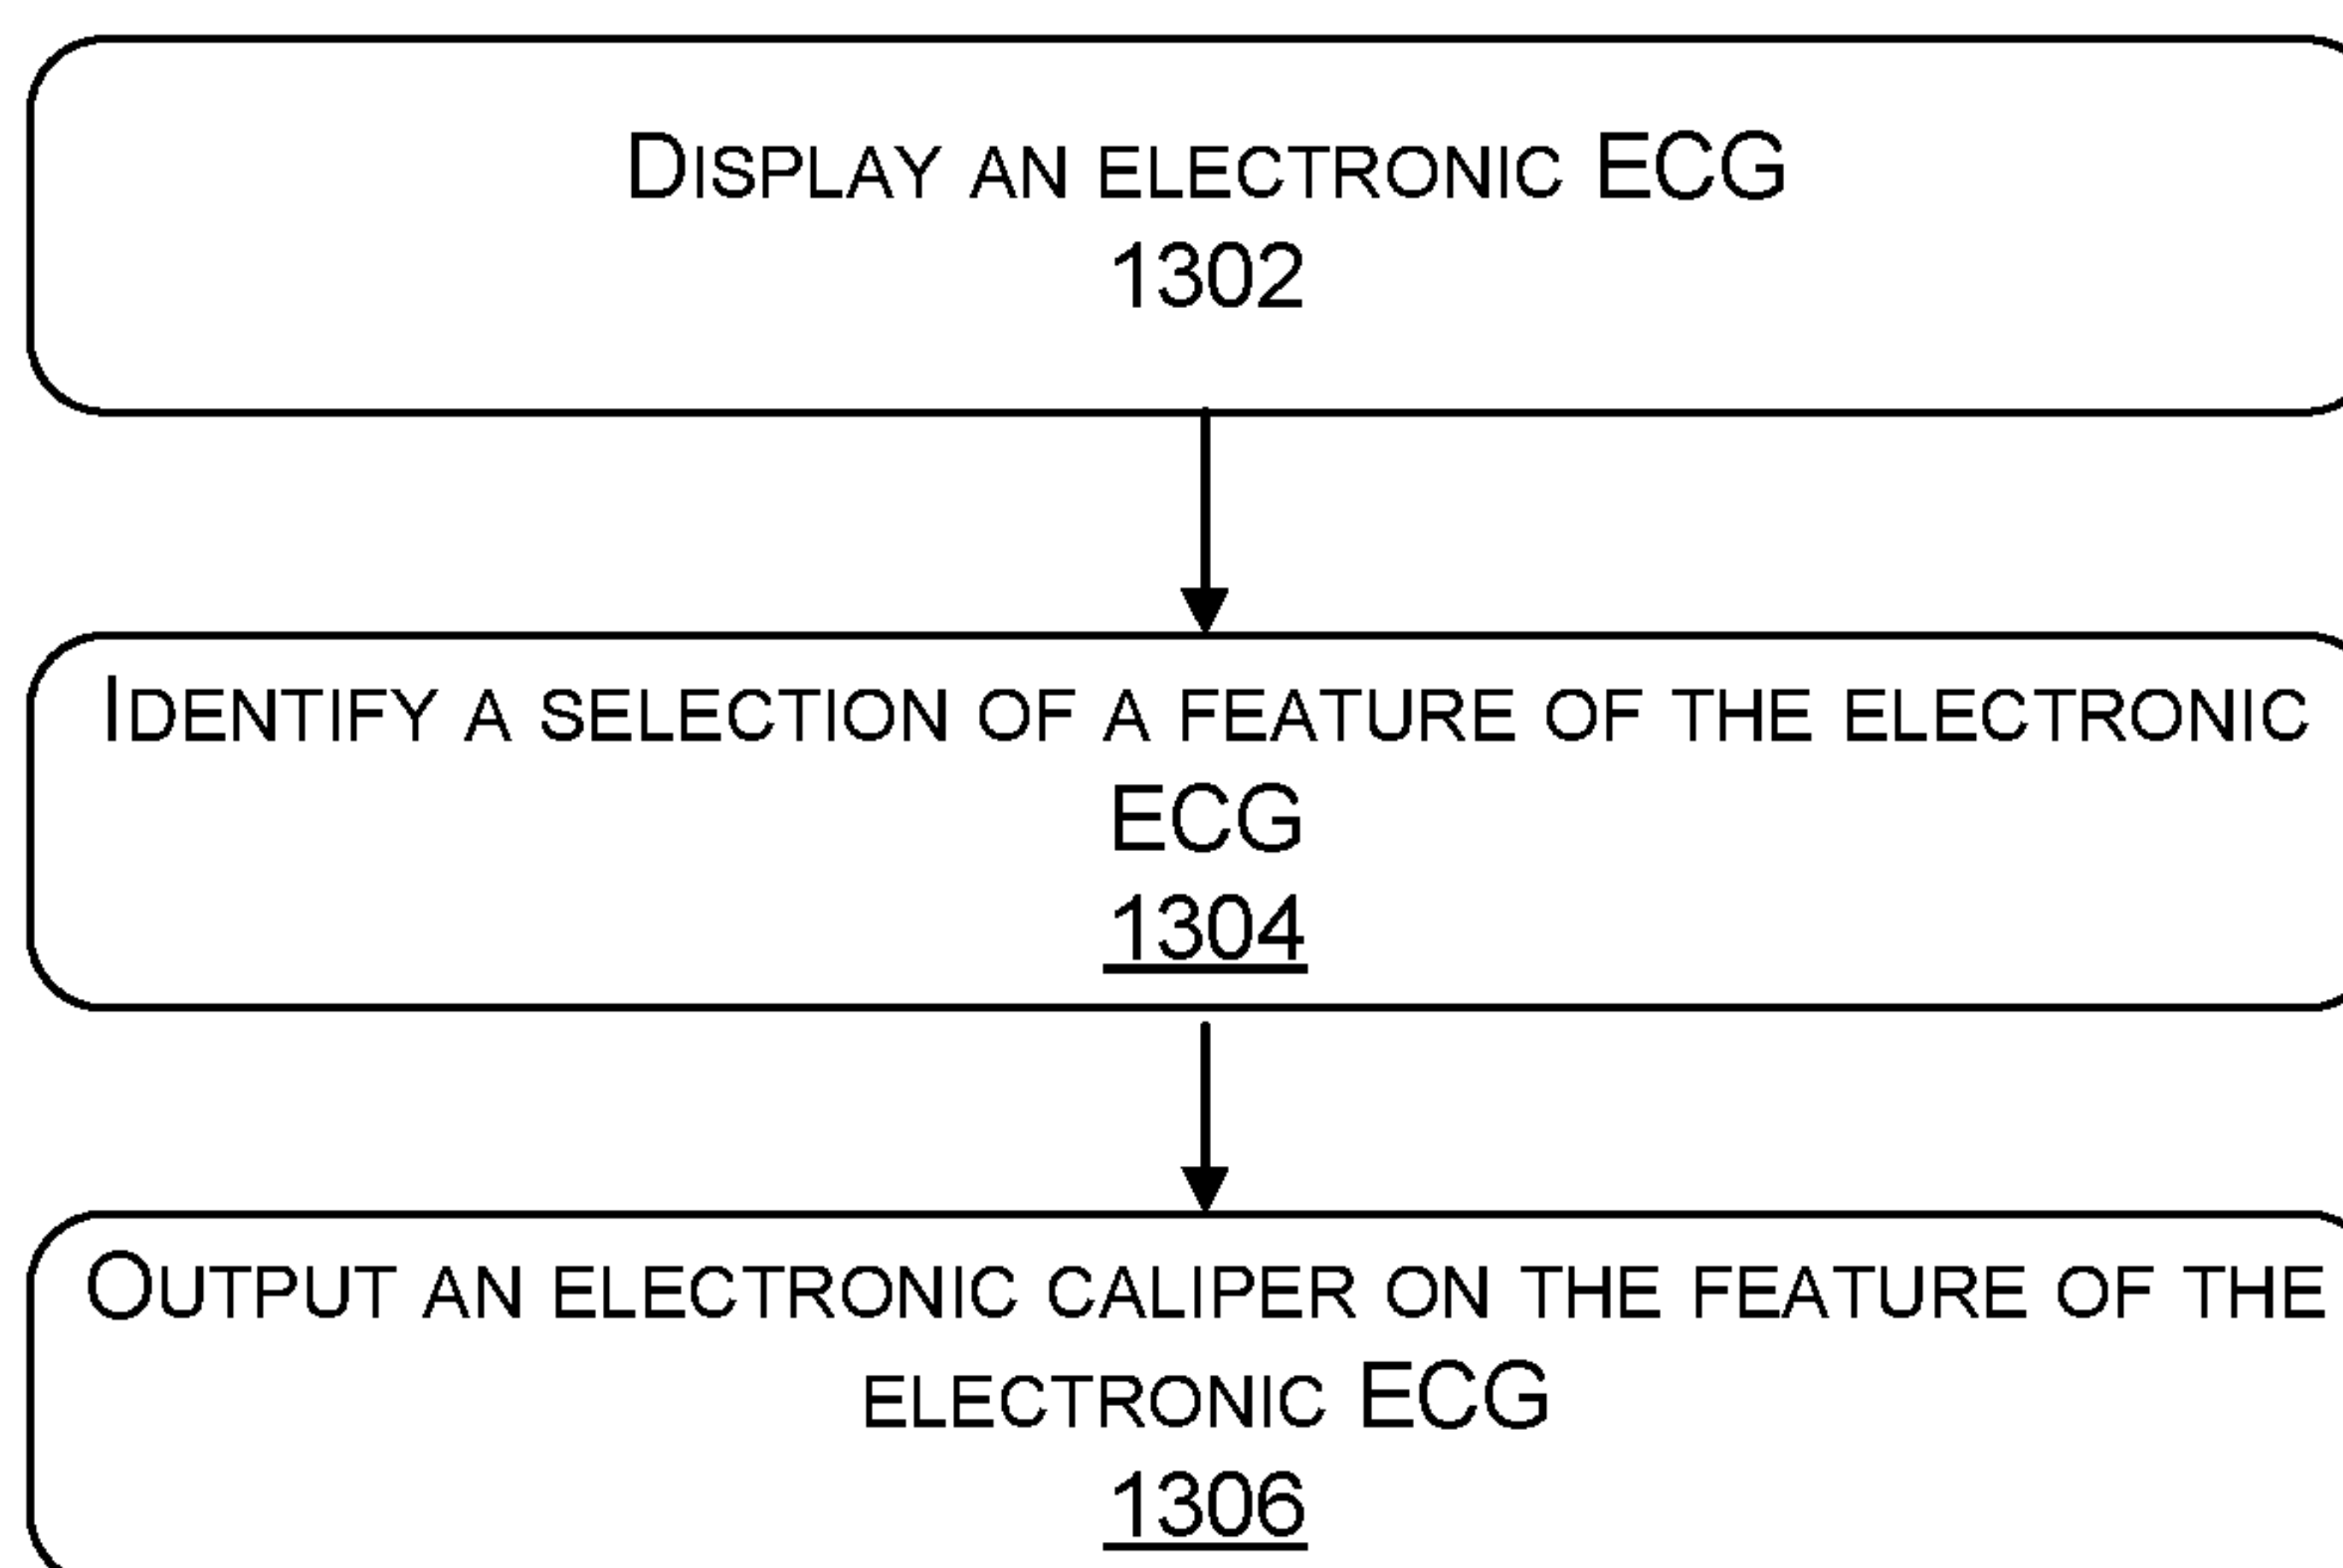 Display an electronic ECG
1302
Identify a selection of a feature of the electronic
ECG
1304
Output an electronic caliper on the feature of the
electronic ECG
1306